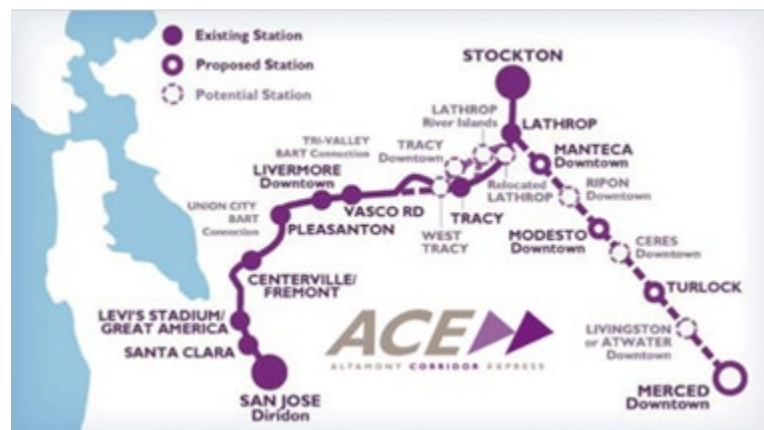 Existing Station
Proposed Station
Potential Station
STOCKTON
LATHROP
River Islands
LATHROP
TRI-VALLEY
BART Connection
TRACY
Downtown
MANTECA
Downtown
LIVERMORE
Downtown
Relocated
LATHROP
RIPON
Downtown
UNION CITY
BART
Connection
VASCO RD
TRACY
PLEASANTON
WEST
TRACY
MODESTO
Downtown
CERES
Downtown
CENTERVILLE/
FREMONT
TURLOCK
LEVI'S STADIUM/
GREAT AMERICA
ACE
ALTAMONT CORRIDOR EXPRESS
LIVINGSTON
or ATWATER
Downtown
SANTA CLARA
SAN JOSE
Diridon
MERCED
Downtown